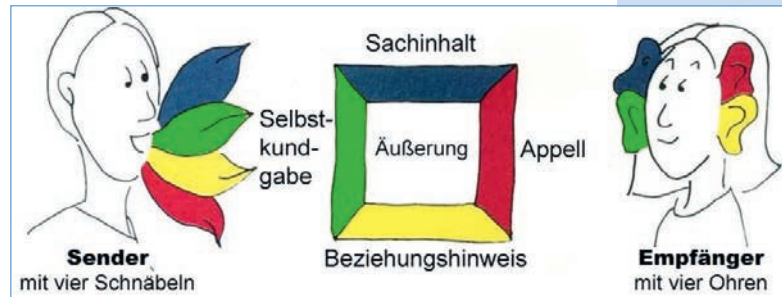 Sachinhalt
Selbst-
kund-
gabe
Äußerung
Appell
Beziehungshinweis
Sender
mit vier Schnäbeln
Empfänger
mit vier Ohren